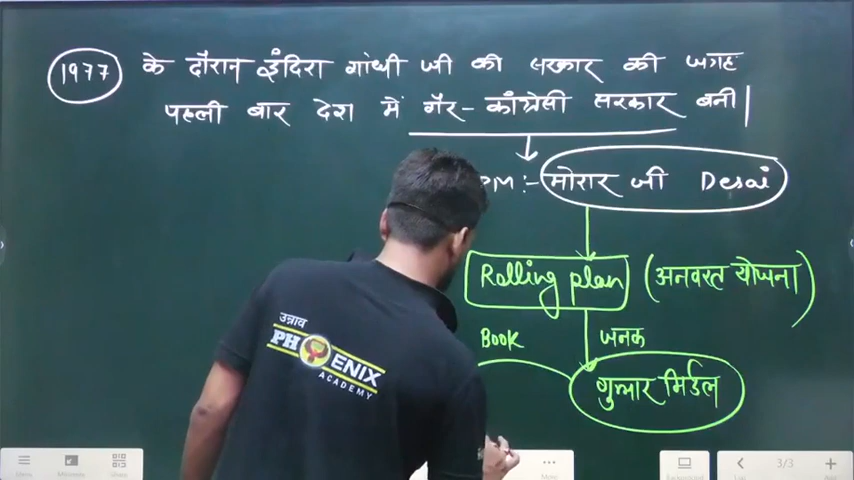 1977 के दौरान इंदिरा गांधी जी की सरकार की जगह
पहली बार देश में गैर-कांग्रेसी सरकार बनी|
PM:- मोरार जी Desai
Rolling plan (अनवरत योजना)
Book जनक
गुन्नार मिर्डल
उन्नाव
PHOENIX
ACADEMY
3/3